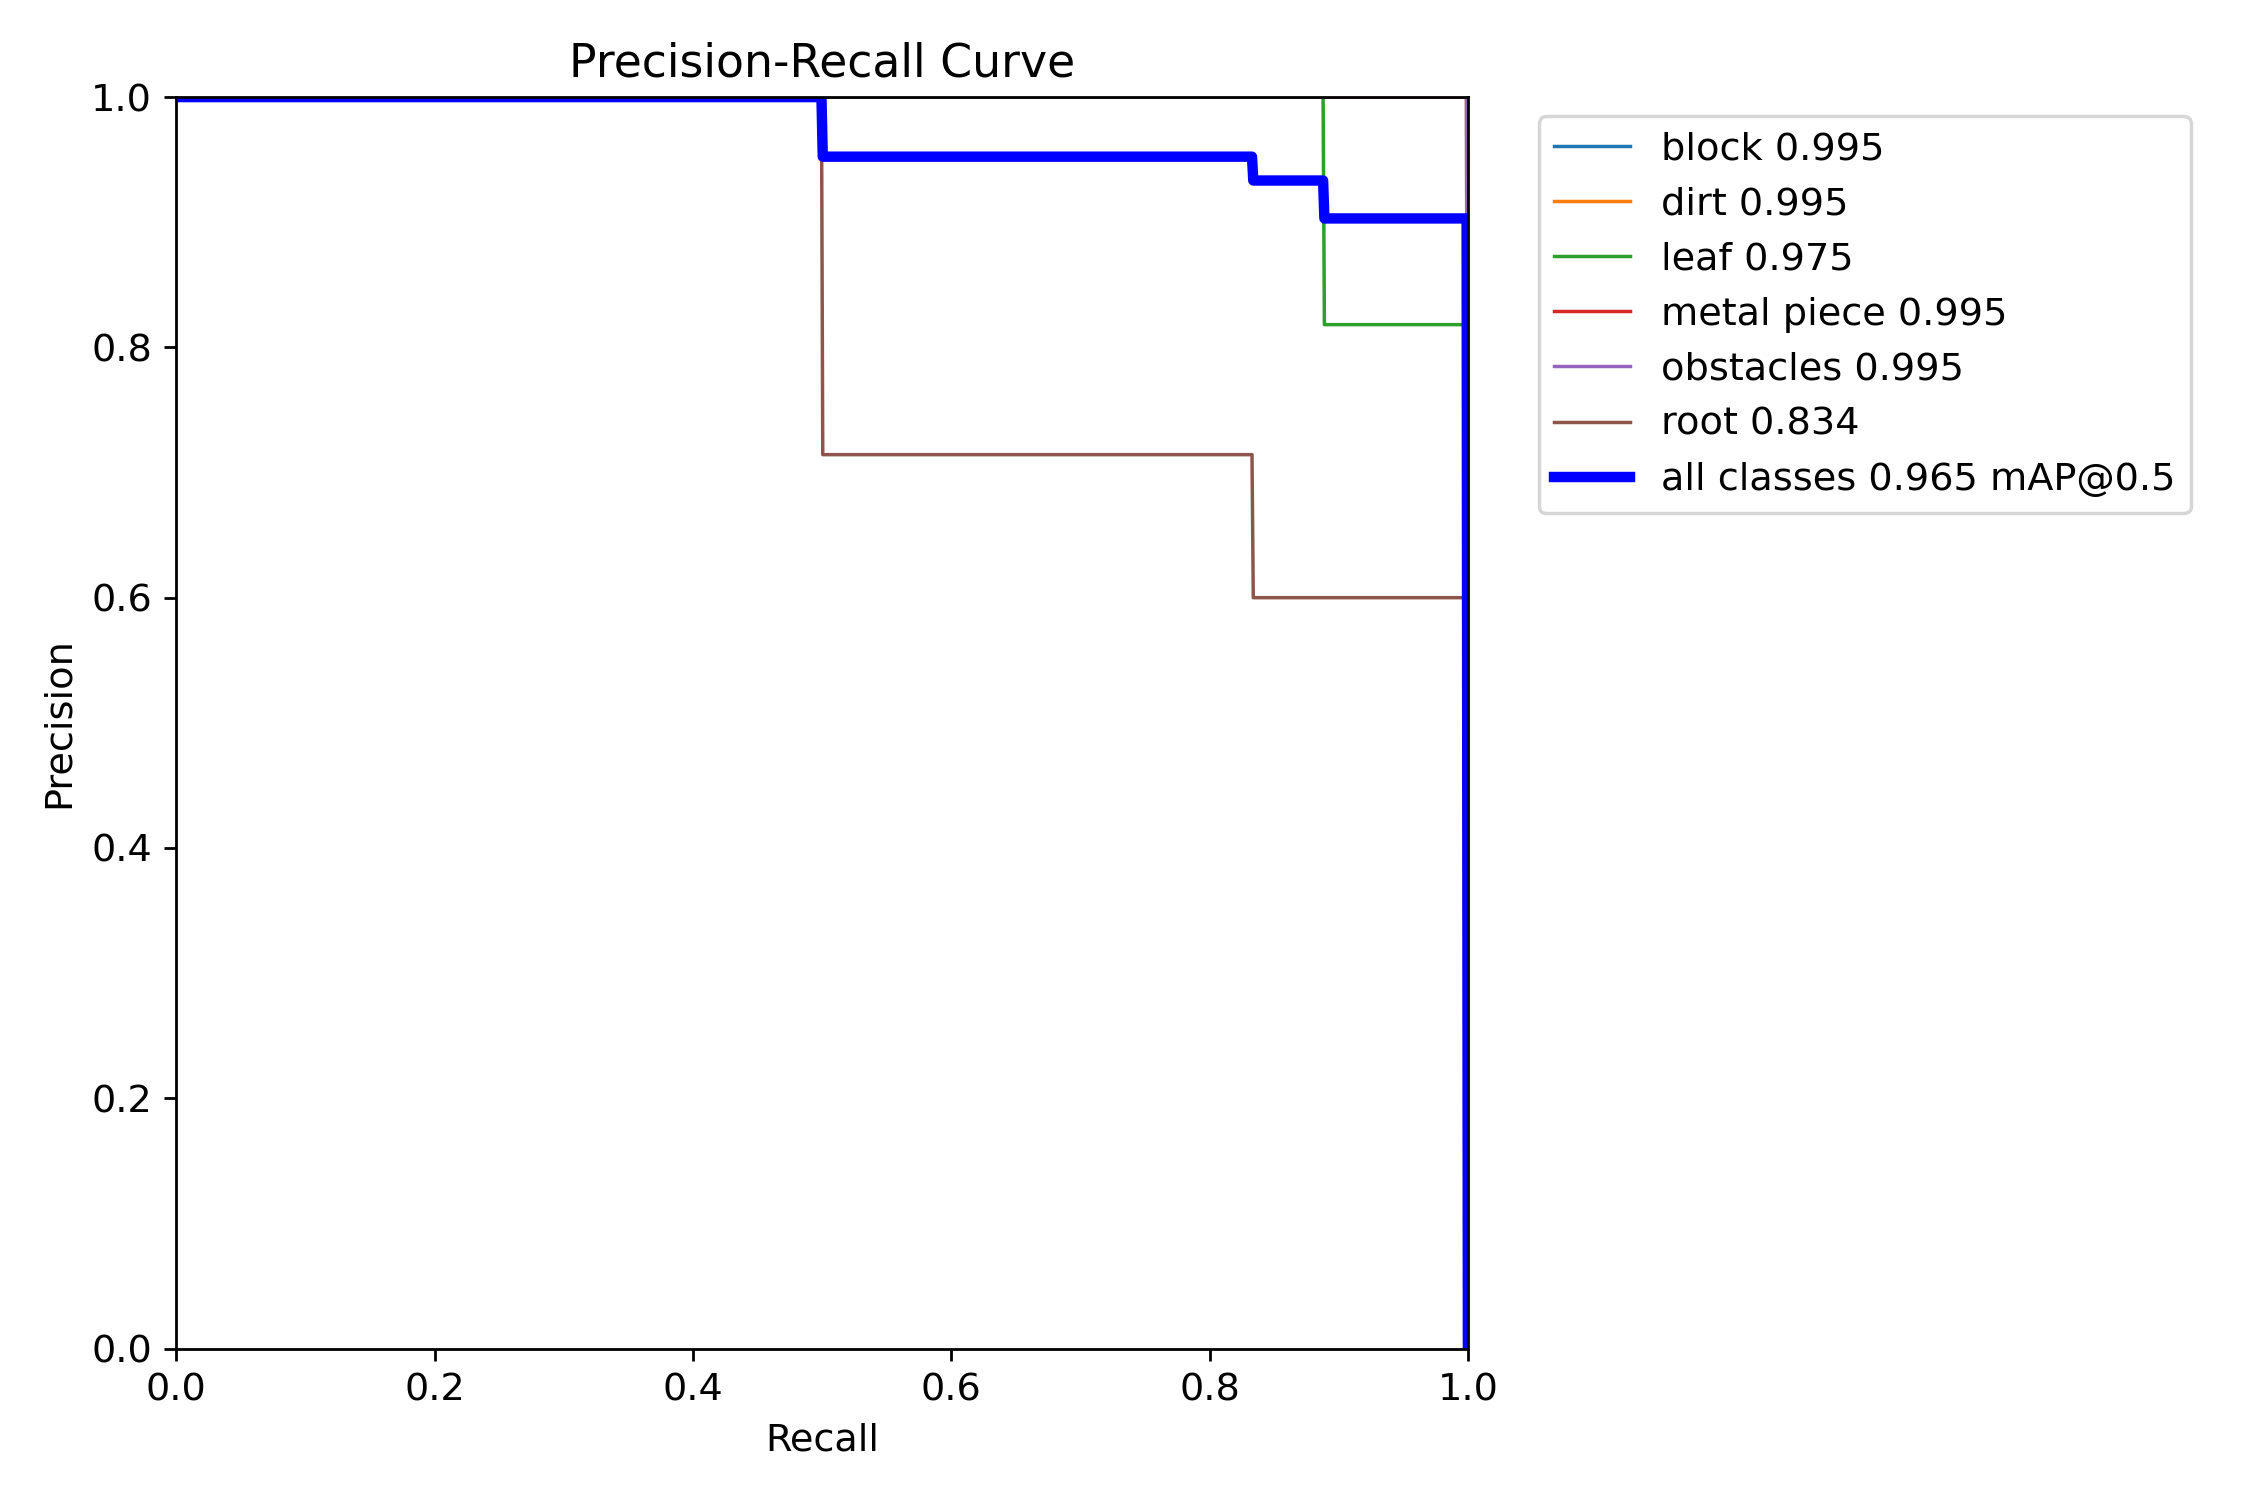 Precision-Recall Curve
1.0
0.8
0.6
0.4
0.2
0.0
Precision
0.0 0.2 0.4 0.6 0.8 1.0
Recall
block 0.995
dirt 0.995
leaf 0.975
metal piece 0.995
obstacles 0.995
root 0.834
all classes 0.965 mAP@0.5